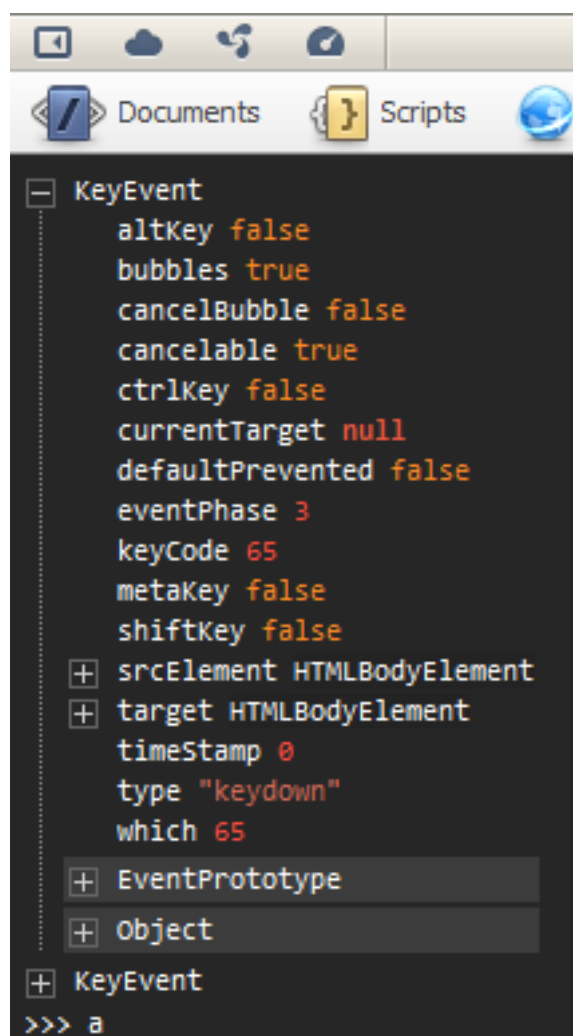 Documents Scripts
KeyEvent
altKey false
bubbles true
cancelBubble false
cancelable true
ctrlKey false
currentTarget null
defaultPrevented false
eventPhase 3
keyCode 65
metaKey false
shiftKey false
srcElement HTMLBodyElement
target HTMLBodyElement
timeStamp 0
type "keydown"
which 65
EventPrototype
Object
KeyEvent
>>> a